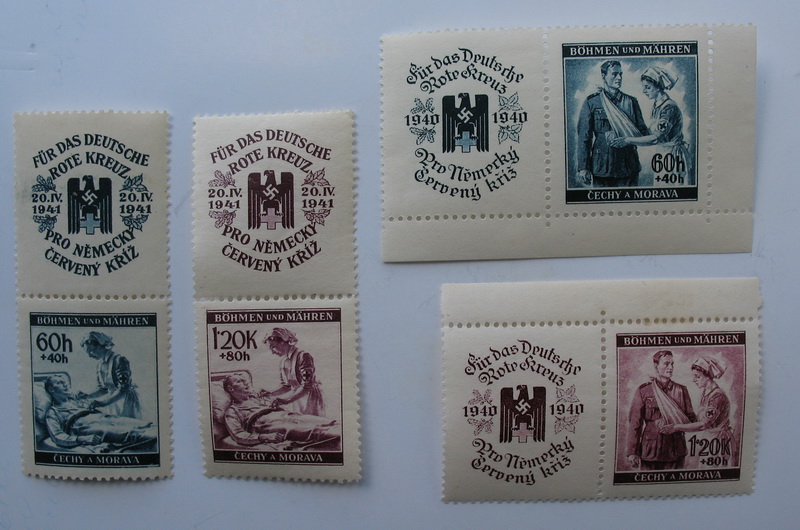 FÜR DAS DEUTSCHE
ROTE KREUZ
20.IV. 20.IV.
1941 1941
PRO NĚMECKÝ
ČERVENÝ KŘÍŽ
BÖHMEN UND MÄHREN
60h
+40h
ČECHY A MORAVA
FÜR DAS DEUTSCHE
ROTE KREUZ
20.IV. 20.IV.
1941 1941
PRO NĚMECKÝ
ČERVENÝ KŘÍŽ
BÖHMEN UND MÄHREN
1'20K
+80h
ČECHY A MORAVA
Für das Deutsche
Rote Kreuz
1940 1940
Pro Německý
Červený kříž
BÖHMEN UND MÄHREN
60h
+40h
ČECHY A MORAVA
Für das Deutsche
Rote Kreuz
1940 1940
Pro Německý
Červený kříž
BÖHMEN UND MÄHREN
1'20K
+80h
ČECHY A MORAVA